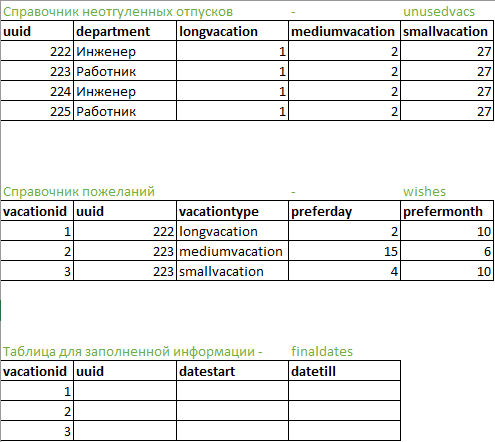 Справочник неотгуленных отпусков - unusedvacs
uuid department longvacation mediumvacation smallvacation
222 Инженер 1 2 27
223 Работник 1 2 27
224 Инженер 1 2 27
225 Работник 1 2 27
Справочник пожеланий - wishes
vacationid uuid vacationtype preferday prefermonth
1 222 longvacation 2 10
2 223 mediumvacation 15 6
3 223 smallvacation 4 10
Таблица для заполненной информации - finaldates
vacationid uuid datestart datetill
1
2
3